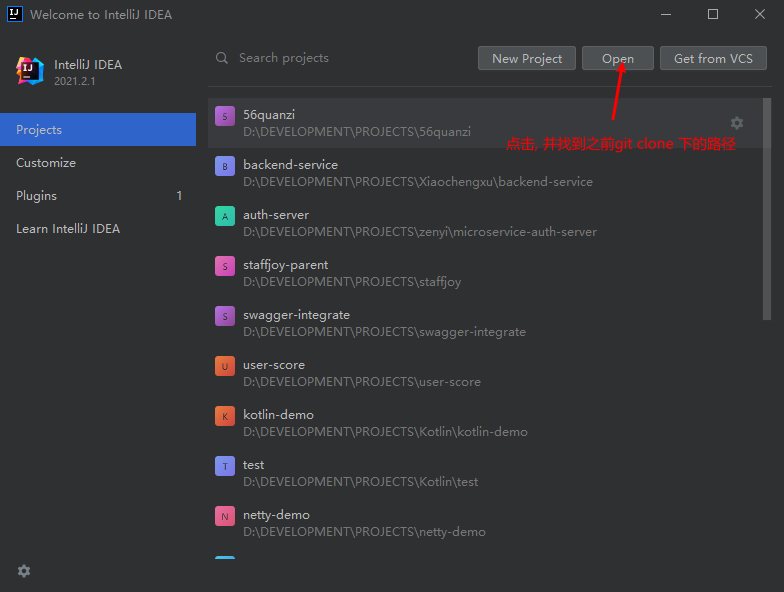 Welcome to IntelliJ IDEA
IntelliJ IDEA
2021.2.1
Search projects
New Project
Open
Get from VCS
Projects
Customize
Plugins 1
Learn IntelliJ IDEA
S 56quanzi
D:\DEVELOPMENT\PROJECTS\56quanzi
点击, 并找到之前git clone 下的路径
B backend-service
D:\DEVELOPMENT\PROJECTS\Xiaochengxu\backend-service
A auth-server
D:\DEVELOPMENT\PROJECTS\zenyi\microservice-auth-server
S staffjoy-parent
D:\DEVELOPMENT\PROJECTS\staffjoy
S swagger-integrate
D:\DEVELOPMENT\PROJECTS\swagger-integrate
U user-score
D:\DEVELOPMENT\PROJECTS\user-score
K kotlin-demo
D:\DEVELOPMENT\PROJECTS\Kotlin\kotlin-demo
T test
D:\DEVELOPMENT\PROJECTS\Kotlin\test
N netty-demo
D:\DEVELOPMENT\PROJECTS\netty-demo